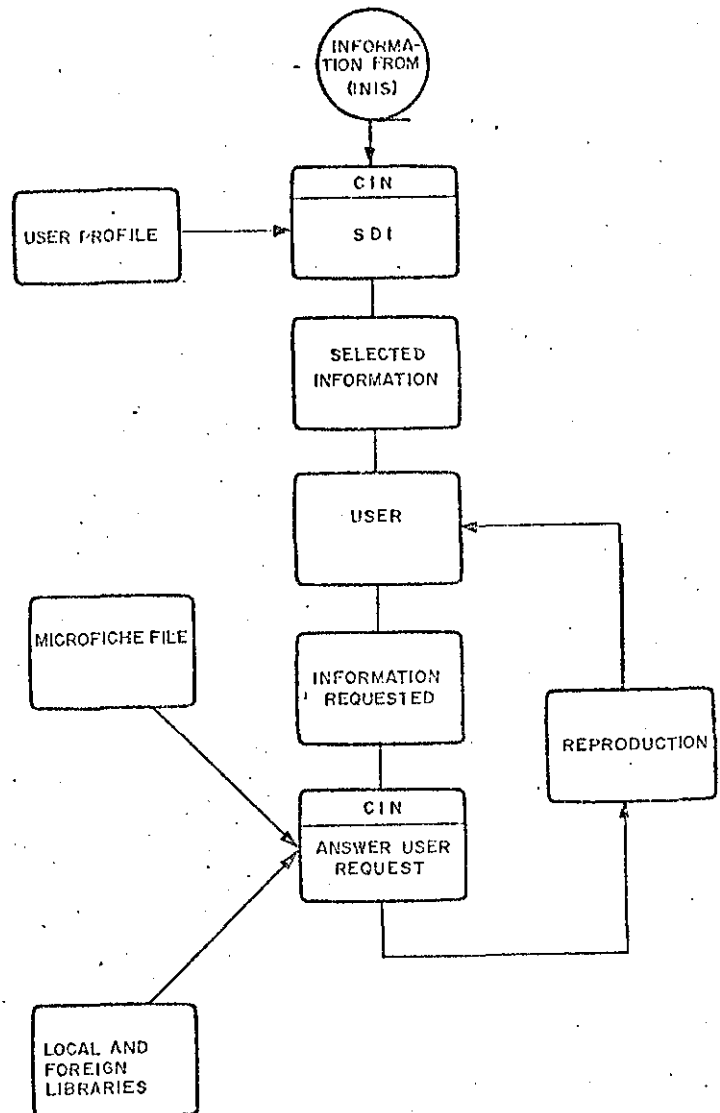 INFORMA-
TION FROM
(INIS)
CIN
SDI
USER PROFILE
SELECTED
INFORMATION
USER
MICROFICHE FILE
INFORMATION
REQUESTED
REPRODUCTION
CIN
ANSWER USER
REQUEST
LOCAL AND
FOREIGN
LIBRARIES